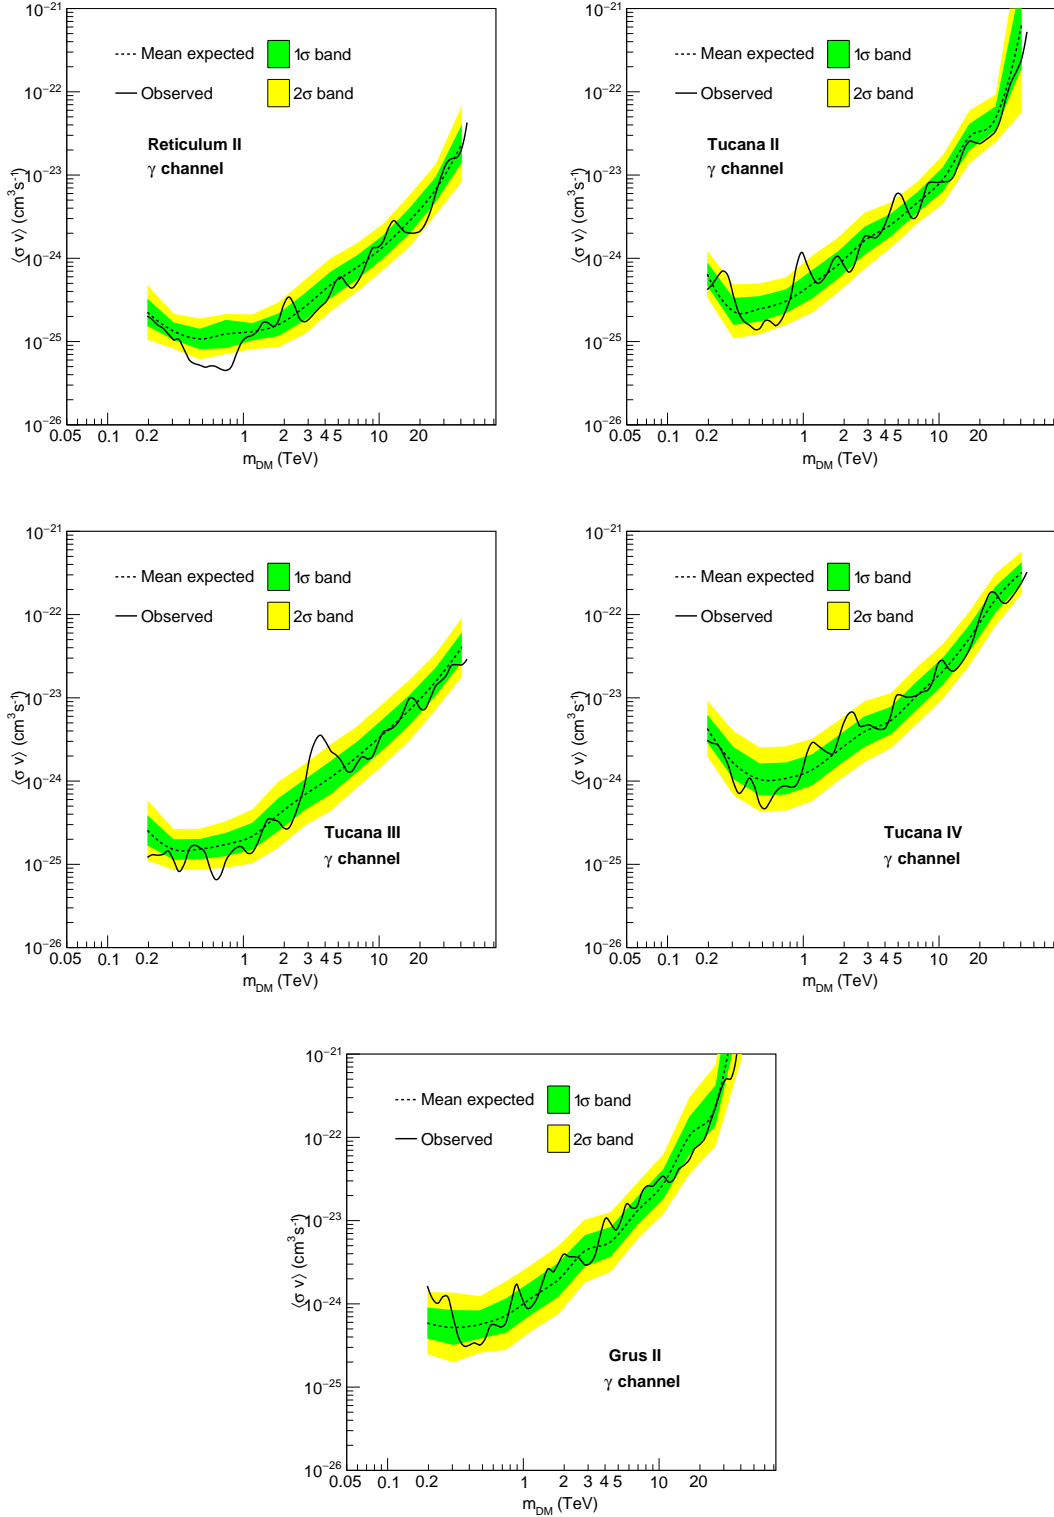 10⁻²¹
10⁻²²
10⁻²³
10⁻²⁴
10⁻²⁵
10⁻²⁶
⟨σ v⟩ (cm³s⁻¹)
Mean expected 1σ band
Observed 2σ band
Reticulum II
γ channel
0.05 0.1 0.2 1 2 3 4 5 10 20
m_DM (TeV)
10⁻²¹
10⁻²²
10⁻²³
10⁻²⁴
10⁻²⁵
10⁻²⁶
⟨σ v⟩ (cm³s⁻¹)
Mean expected 1σ band
Observed 2σ band
Tucana II
γ channel
0.05 0.1 0.2 1 2 3 4 5 10 20
m_DM (TeV)
10⁻²¹
10⁻²²
10⁻²³
10⁻²⁴
10⁻²⁵
10⁻²⁶
⟨σ v⟩ (cm³s⁻¹)
Mean expected 1σ band
Observed 2σ band
Tucana III
γ channel
0.05 0.1 0.2 1 2 3 4 5 10 20
m_DM (TeV)
10⁻²¹
10⁻²²
10⁻²³
10⁻²⁴
10⁻²⁵
10⁻²⁶
⟨σ v⟩ (cm³s⁻¹)
Mean expected 1σ band
Observed 2σ band
Tucana IV
γ channel
0.05 0.1 0.2 1 2 3 4 5 10 20
m_DM (TeV)
10⁻²¹
10⁻²²
10⁻²³
10⁻²⁴
10⁻²⁵
10⁻²⁶
⟨σ v⟩ (cm³s⁻¹)
Mean expected 1σ band
Observed 2σ band
Grus II
γ channel
0.05 0.1 0.2 1 2 3 4 5 10 20
m_DM (TeV)